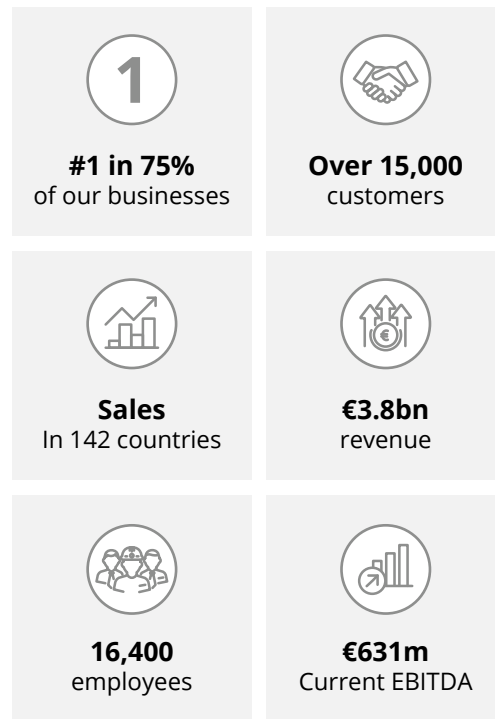 1
#1 in 75%
of our businesses
Over 15,000
customers
Sales
In 142 countries
€
€3.8bn
revenue
16,400
employees
€631m
Current EBITDA